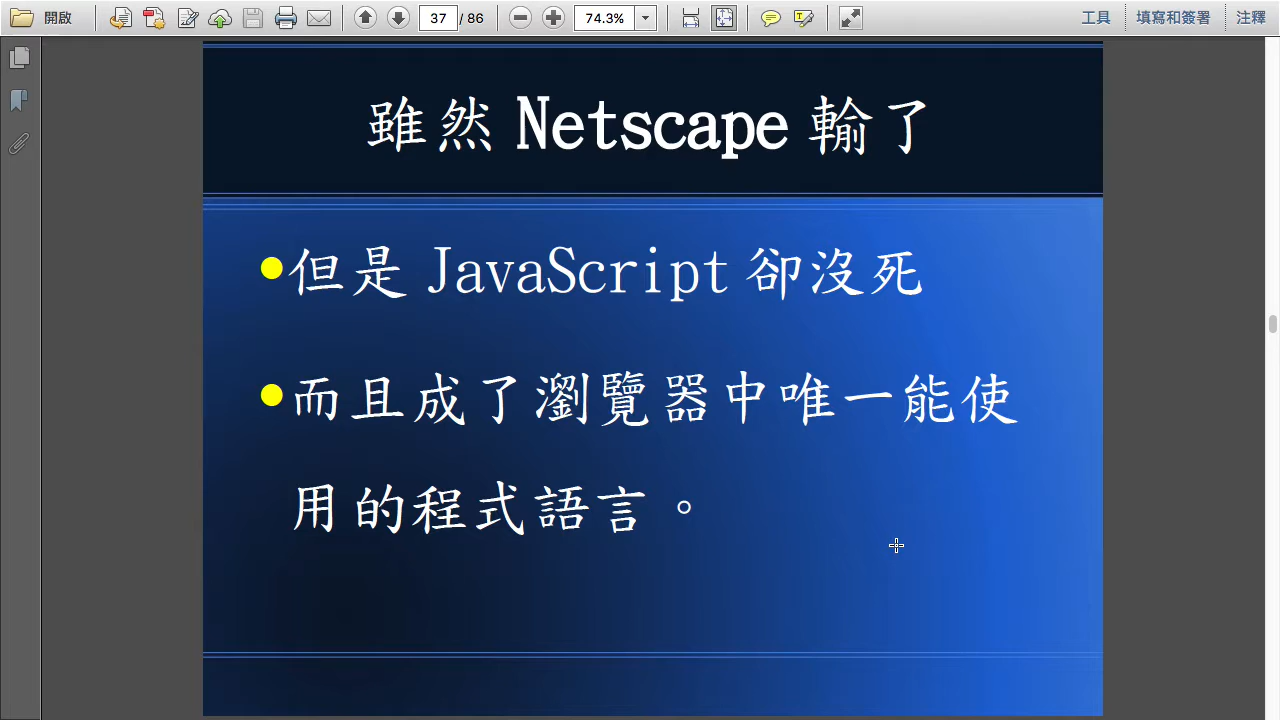 開啟
37 / 86
74.3%
工具
填寫和簽署
注釋
雖然 Netscape 輸了
但是 JavaScript 卻沒死
而且成了瀏覽器中唯一能使
用的程式語言。